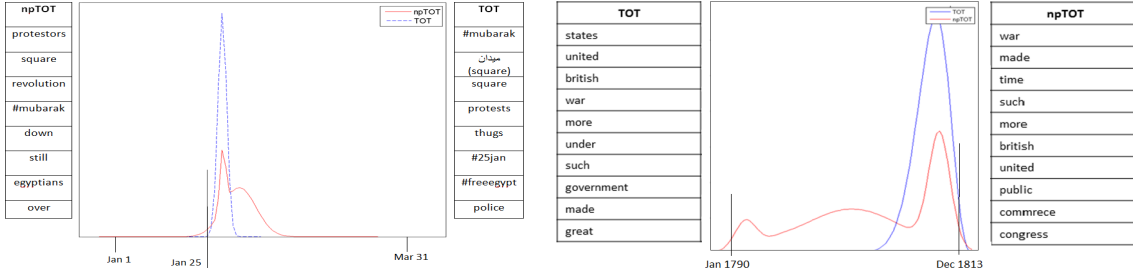 npTOT
protestors
square
revolution
#mubarak
down
still
egyptians
over
npTOT
TOT
Jan 1
Jan 25
Mar 31
TOT
#mubarak
ميدان
(square)
square
protests
thugs
#25jan
#freeegypt
police
TOT
states
united
british
war
more
under
such
government
made
great
TOT
npTOT
Jan 1790
Dec 1813
npTOT
war
made
time
such
more
british
united
public
commrece
congress